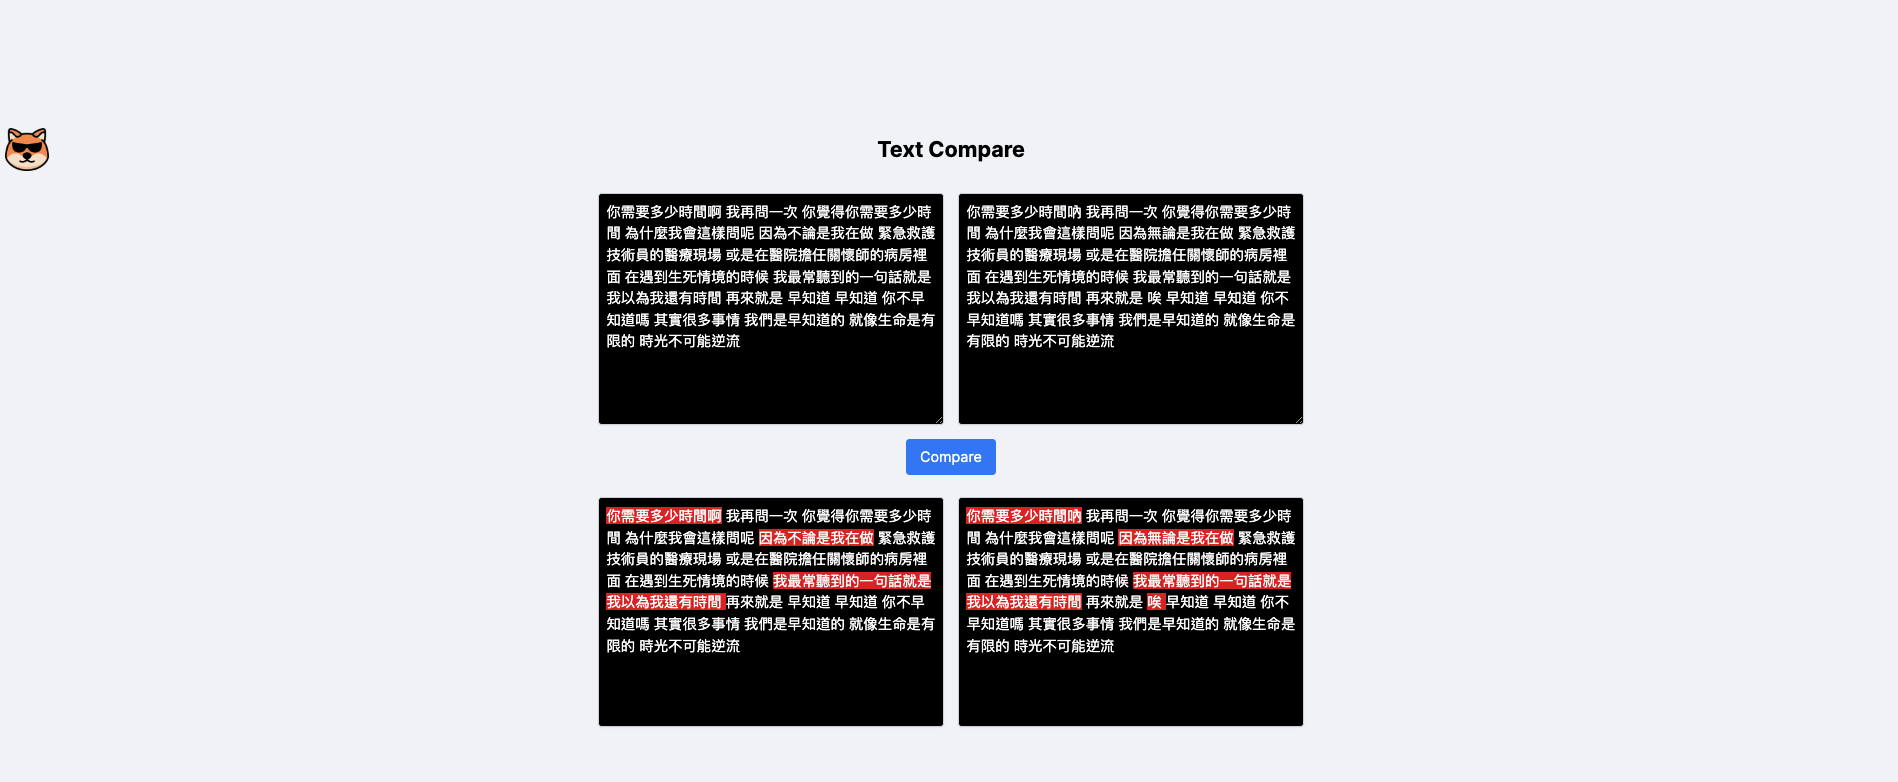 Text Compare
你需要多少時間啊 我再問一次 你覺得你需要多少時
間 為什麼我會這樣問呢 因為不論是我在做 緊急救護
技術員的醫療現場 或是在醫院擔任關懷師的病房裡
面 在遇到生死情境的時候 我最常聽到的一句話就是
我以為我還有時間 再來就是 早知道 早知道 你不早
知道嗎 其實很多事情 我們是早知道的 就像生命是有
限的 時光不可能逆流
你需要多少時間吶 我再問一次 你覺得你需要多少時
間 為什麼我會這樣問呢 因為無論是我在做 緊急救護
技術員的醫療現場 或是在醫院擔任關懷師的病房裡
面 在遇到生死情境的時候 我最常聽到的一句話就是
我以為我還有時間 再來就是 唉 早知道 早知道 你不
早知道嗎 其實很多事情 我們是早知道的 就像生命是
有限的 時光不可能逆流
Compare
你需要多少時間啊 我再問一次 你覺得你需要多少時
間 為什麼我會這樣問呢 因為不論是我在做 緊急救護
技術員的醫療現場 或是在醫院擔任關懷師的病房裡
面 在遇到生死情境的時候 我最常聽到的一句話就是
我以為我還有時間 再來就是 早知道 早知道 你不早
知道嗎 其實很多事情 我們是早知道的 就像生命是有
限的 時光不可能逆流
你需要多少時間吶 我再問一次 你覺得你需要多少時
間 為什麼我會這樣問呢 因為無論是我在做 緊急救護
技術員的醫療現場 或是在醫院擔任關懷師的病房裡
面 在遇到生死情境的時候 我最常聽到的一句話就是
我以為我還有時間 再來就是 唉 早知道 早知道 你不
早知道嗎 其實很多事情 我們是早知道的 就像生命是
有限的 時光不可能逆流